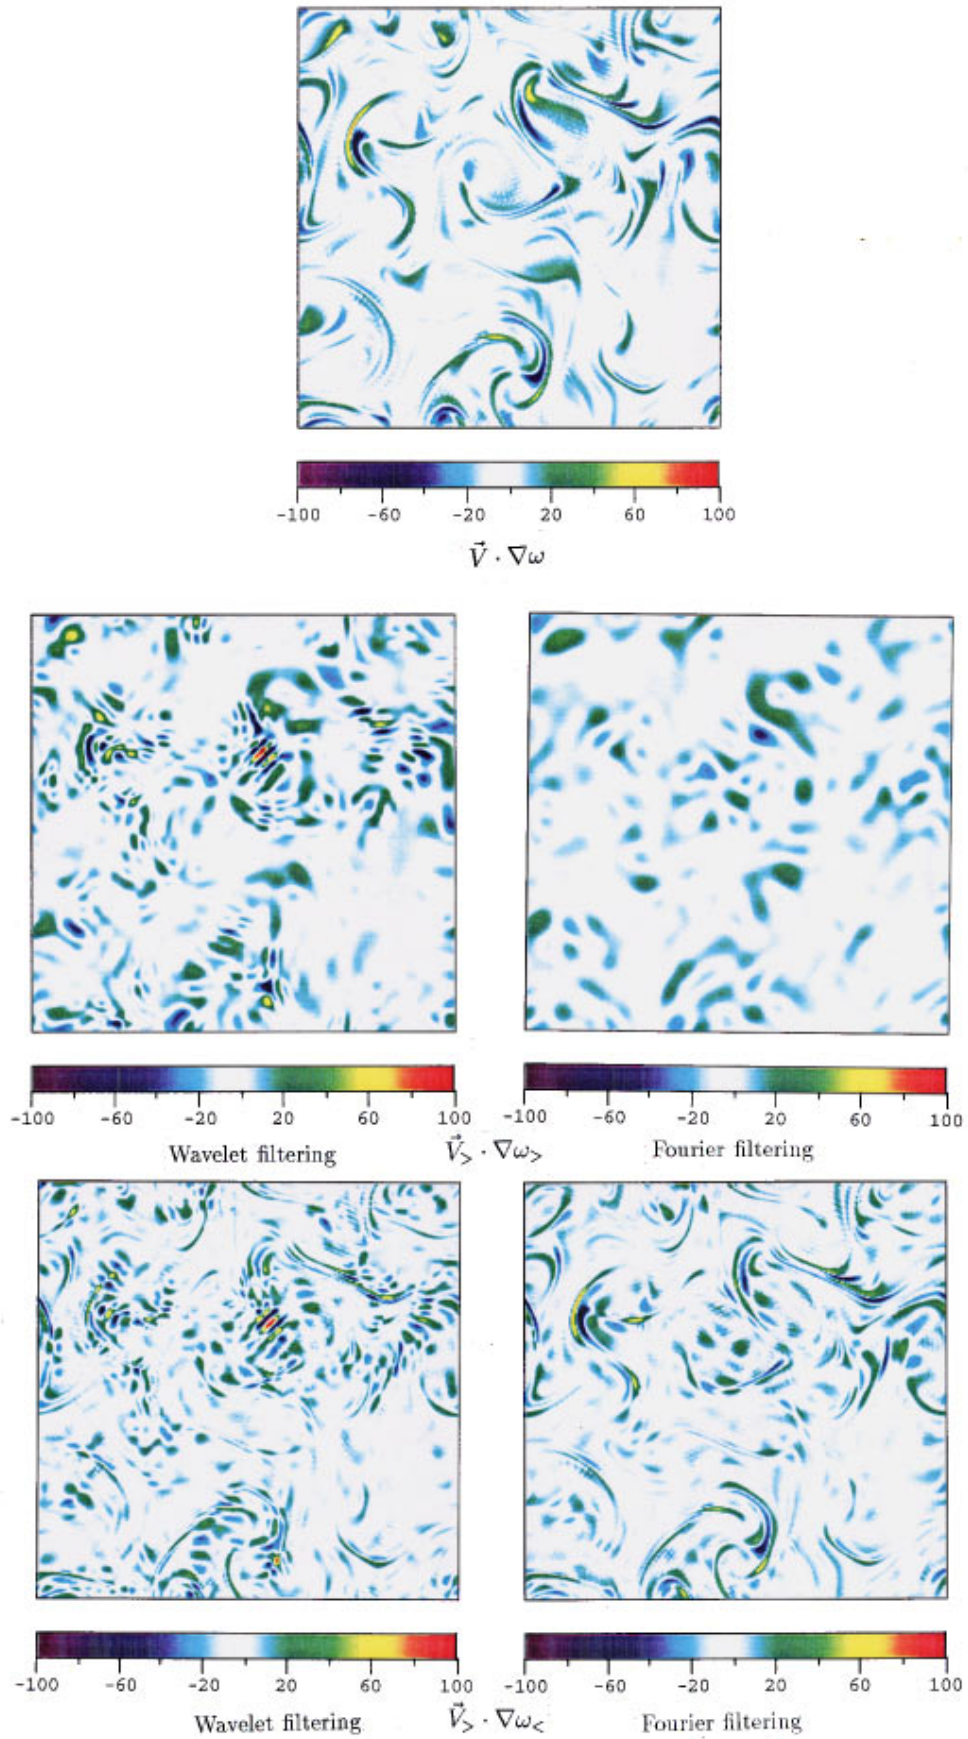 -100 -60 -20 20 60 100
V⃗ · ∇ω
-100 -60 -20 20 60 100 -100 -60 -20 20 60 100
Wavelet filtering V⃗> · ∇ω> Fourier filtering
-100 -60 -20 20 60 100 -100 -60 -20 20 60 100
Wavelet filtering V⃗> · ∇ω< Fourier filtering